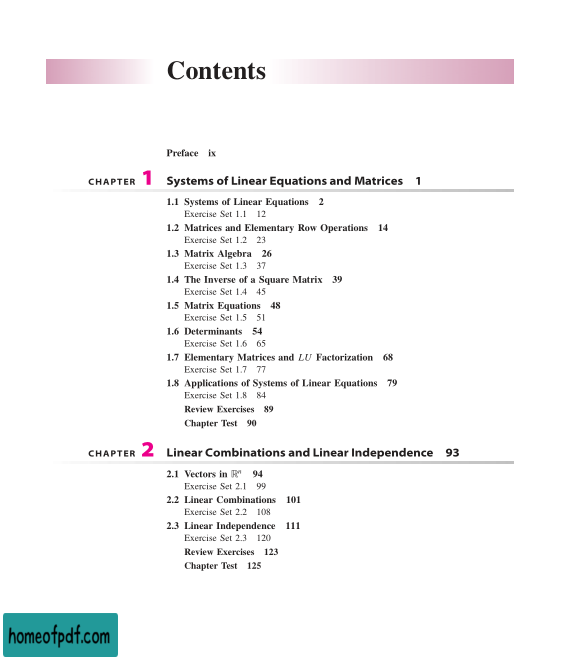 Contents
Preface ix
CHAPTER 1 Systems of Linear Equations and Matrices 1
1.1 Systems of Linear Equations 2
Exercise Set 1.1 12
1.2 Matrices and Elementary Row Operations 14
Exercise Set 1.2 23
1.3 Matrix Algebra 26
Exercise Set 1.3 37
1.4 The Inverse of a Square Matrix 39
Exercise Set 1.4 45
1.5 Matrix Equations 48
Exercise Set 1.5 51
1.6 Determinants 54
Exercise Set 1.6 65
1.7 Elementary Matrices and LU Factorization 68
Exercise Set 1.7 77
1.8 Applications of Systems of Linear Equations 79
Exercise Set 1.8 84
Review Exercises 89
Chapter Test 90
CHAPTER 2 Linear Combinations and Linear Independence 93
2.1 Vectors in ℝⁿ 94
Exercise Set 2.1 99
2.2 Linear Combinations 101
Exercise Set 2.2 108
2.3 Linear Independence 111
Exercise Set 2.3 120
Review Exercises 123
Chapter Test 125
homeofpdf.com